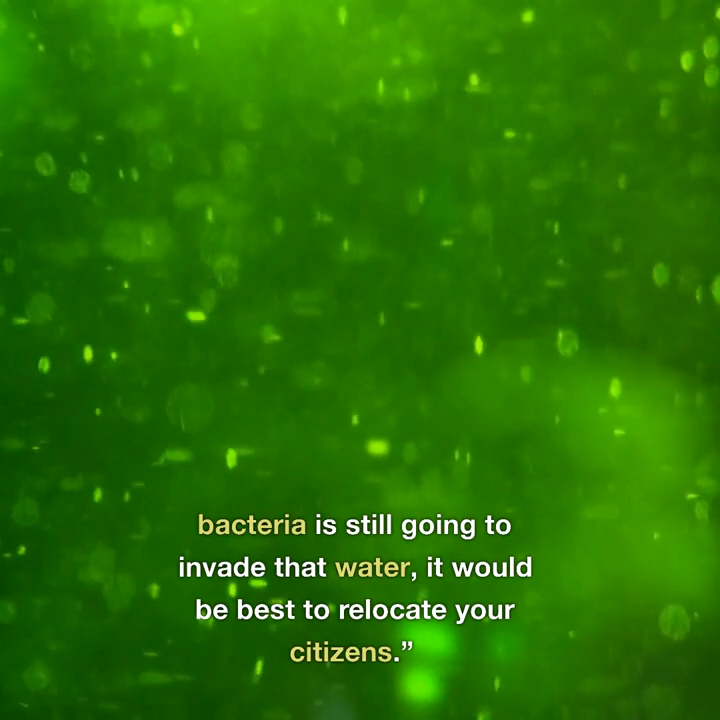 bacteria is still going to
invade that water, it would
be best to relocate your
citizens.”